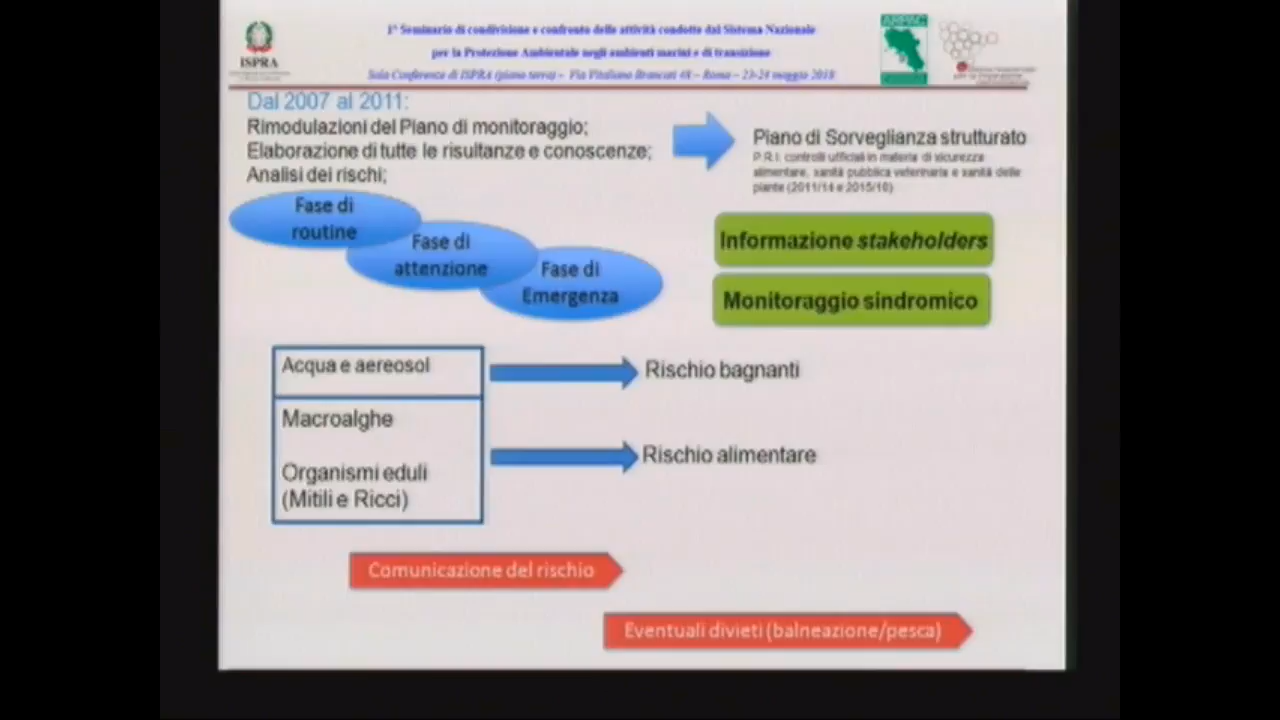 1° Seminario di condivisione e confronto delle attività condotte dal Sistema Nazionale
per la Protezione Ambientale negli ambienti marini e di transizione
Sala Conferenza di ISPRA (piano terra) – Via Vitaliano Brancati 48 – Roma – 23-24 maggio 2018
ISPRA
ARPAC
Dal 2007 al 2011:
Rimodulazioni del Piano di monitoraggio;
Elaborazione di tutte le risultanze e conoscenze;
Analisi dei rischi;
Piano di Sorveglianza strutturato
P.R.I: controlli ufficiali in materia di sicurezza
alimentare, sanità pubblica veterinaria e sanità delle
piante (2011/14 e 2015/18)
Fase di
routine
Fase di
attenzione
Fase di
Emergenza
Informazione stakeholders
Monitoraggio sindromico
Acqua e aereosol
Rischio bagnanti
Macroalghe
Organismi eduli
(Mitili e Ricci)
Rischio alimentare
Comunicazione del rischio
Eventuali divieti (balneazione/pesca)